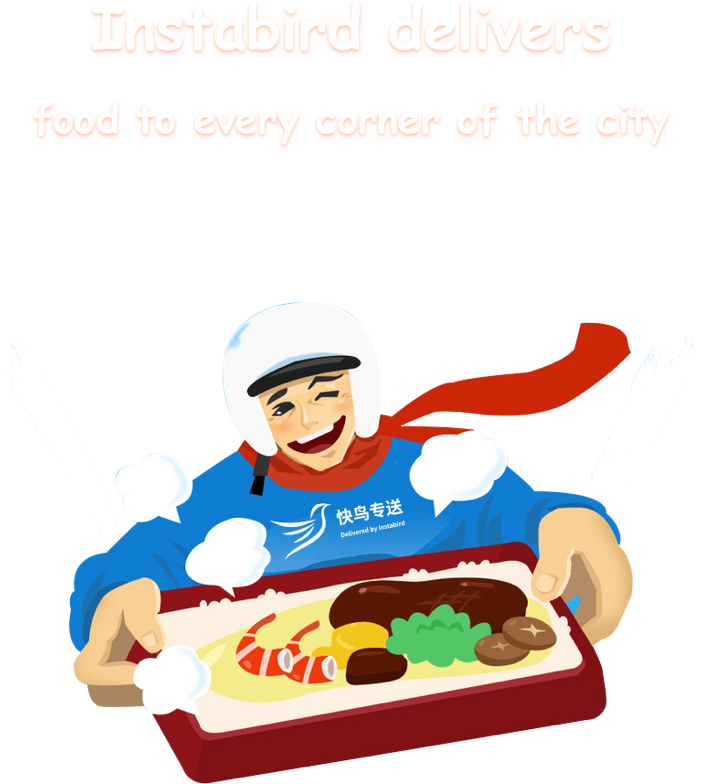 Instabird delivers
food to every corner of the city
快鸟专送
Delivered by Instabird